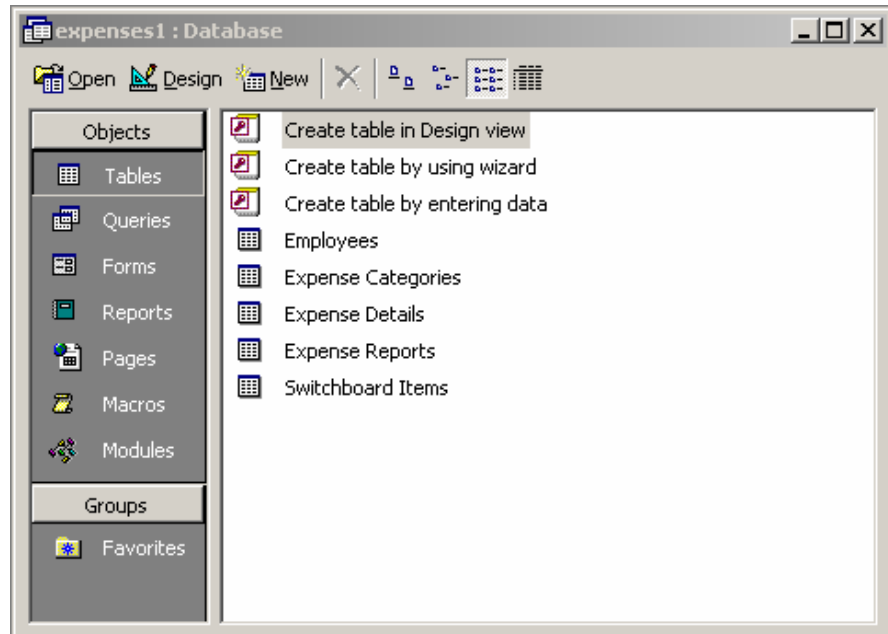 expenses1 : Database
Open Design New
Objects
Tables
Queries
Forms
Reports
Pages
Macros
Modules
Groups
Favorites
Create table in Design view
Create table by using wizard
Create table by entering data
Employees
Expense Categories
Expense Details
Expense Reports
Switchboard Items